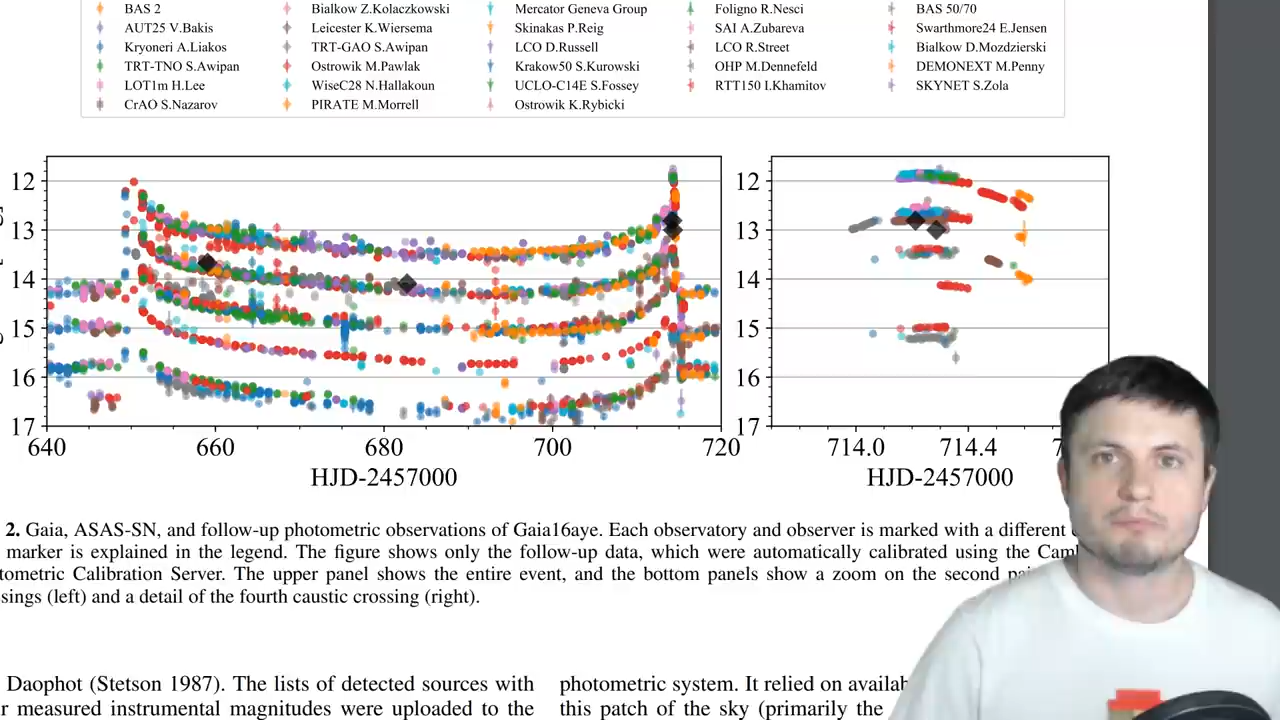 BAS 2
Bialkow Z.Kolaczkowski
Mercator Geneva Group
Foligno R.Nesci
BAS 50/70
AUT25 V.Bakis
Leicester K.Wiersema
Skinakas P.Reig
SAI A.Zubareva
Swarthmore24 E.Jensen
Kryoneri A.Liakos
TRT-GAO S.Awipan
LCO D.Russell
LCO R.Street
Bialkow D.Mozdzierski
TRT-TNO S.Awipan
Ostrowik M.Pawlak
Krakow50 S.Kurowski
OHP M.Dennefeld
DEMONEXT M.Penny
LOT1m H.Lee
WiseC28 N.Hallakoun
UCLO-C14E S.Fossey
RTT150 I.Khamitov
SKYNET S.Zola
CrAO S.Nazarov
PIRATE M.Morrell
Ostrowik K.Rybicki
12
13
14
15
16
17
640
660
680
700
720
HJD-2457000
12
13
14
15
16
17
714.0
714.4
HJD-2457000
2. Gaia, ASAS-SN, and follow-up photometric observations of Gaia16aye. Each observatory and observer is marked with a different
marker is explained in the legend. The figure shows only the follow-up data, which were automatically calibrated using the Cam
tometric Calibration Server. The upper panel shows the entire event, and the bottom panels show a zoom on the second pai
sings (left) and a detail of the fourth caustic crossing (right).
Daophot (Stetson 1987). The lists of detected sources with
r measured instrumental magnitudes were uploaded to the
photometric system. It relied on availab
this patch of the sky (primarily the